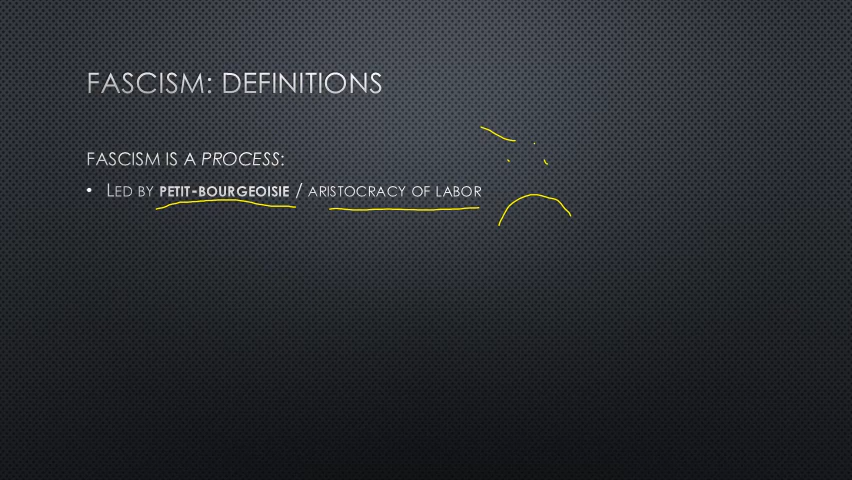 FASCISM: DEFINITIONS
FASCISM IS A PROCESS:
• LED BY PETIT-BOURGEOISIE / ARISTOCRACY OF LABOR